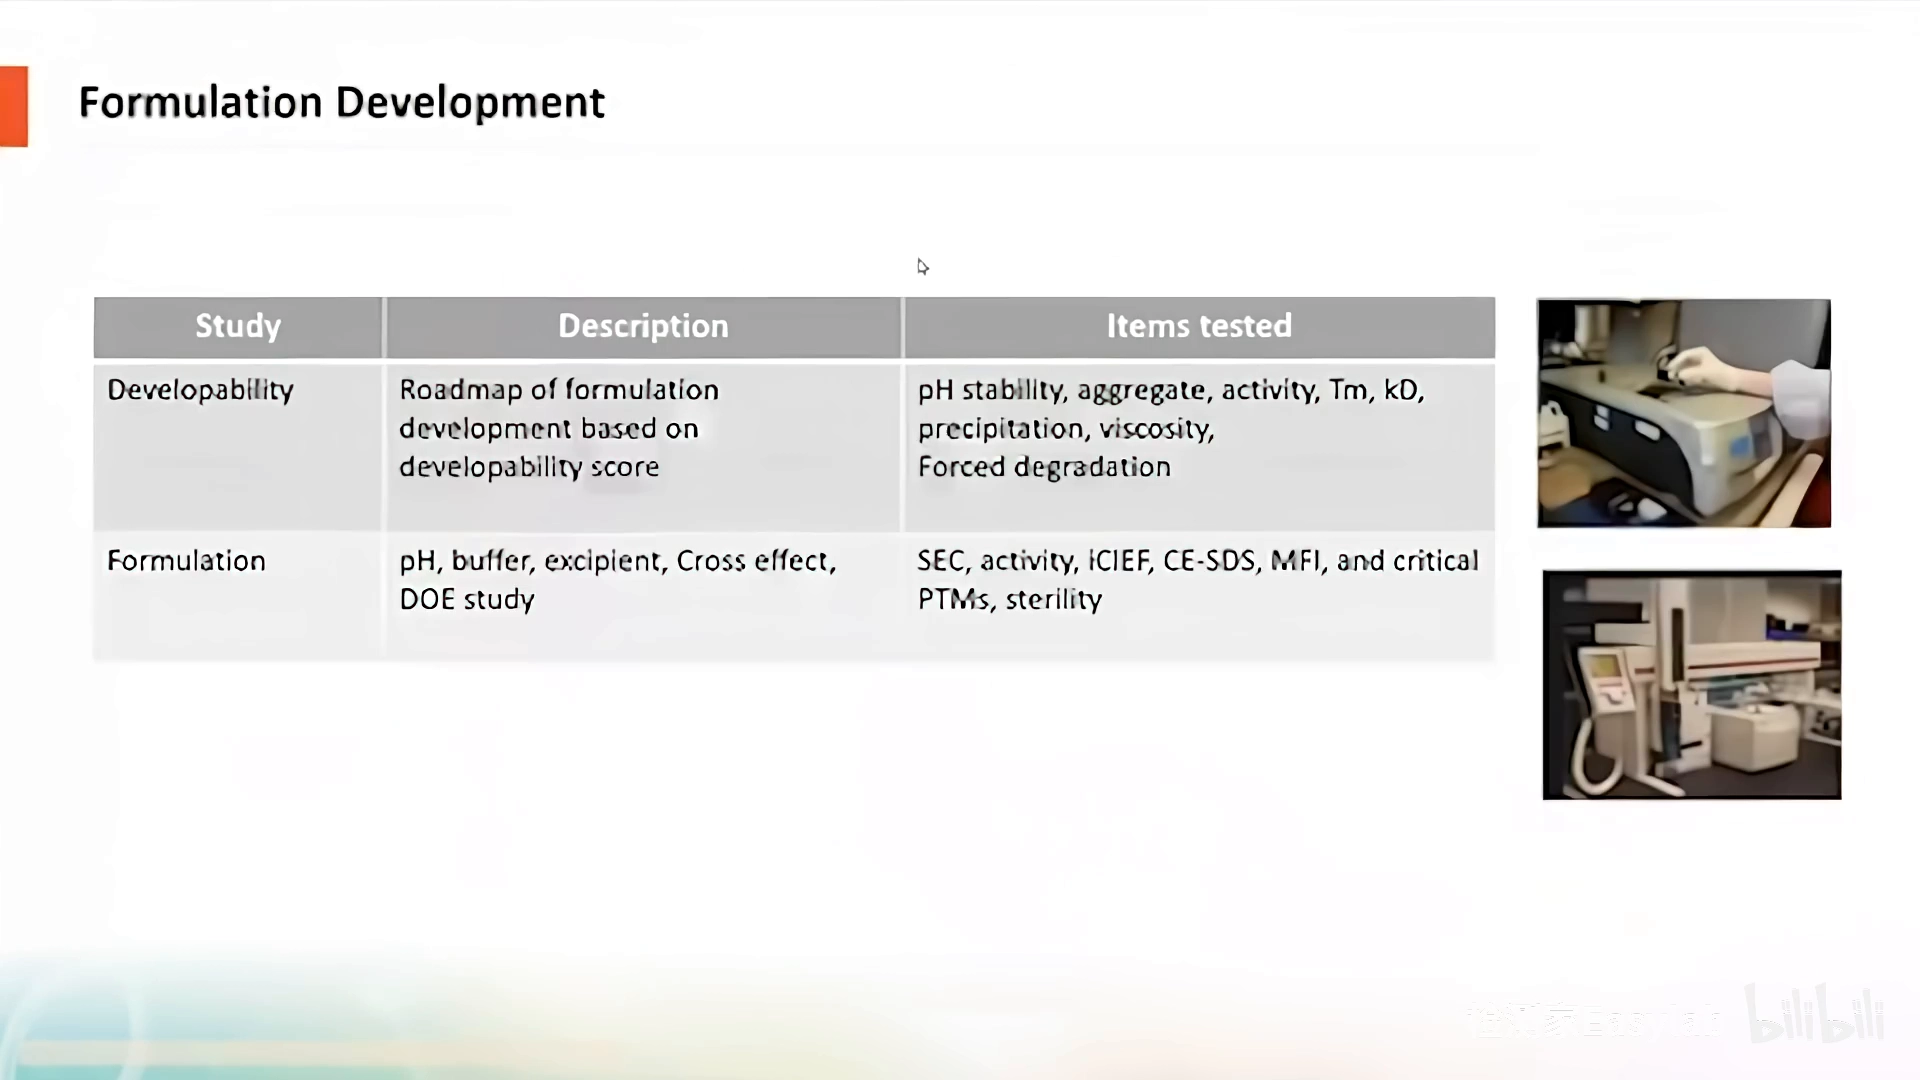 Formulation Development
Study
Description
Items tested
Developability
Roadmap of formulation
development based on
developability score
pH stability, aggregate, activity, Tm, kD,
precipitation, viscosity,
Forced degradation
Formulation
pH, buffer, excipient, Cross effect,
DOE study
SEC, activity, iCIEF, CE-SDS, MFI, and critical
PTMs, sterility
Easylab bilibili